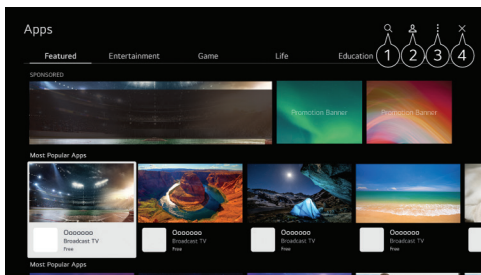 Apps
Featured Entertainment Game Life Education
1 2 3 4
SPONSORED
Promotion Banner Promotion Banner
Most Popular Apps
Ooooooo Ooooooo Ooooooo Ooooooo
Broadcast TV Broadcast TV Broadcast TV Broadcast TV
Free Free Free Free
Most Popular Apps